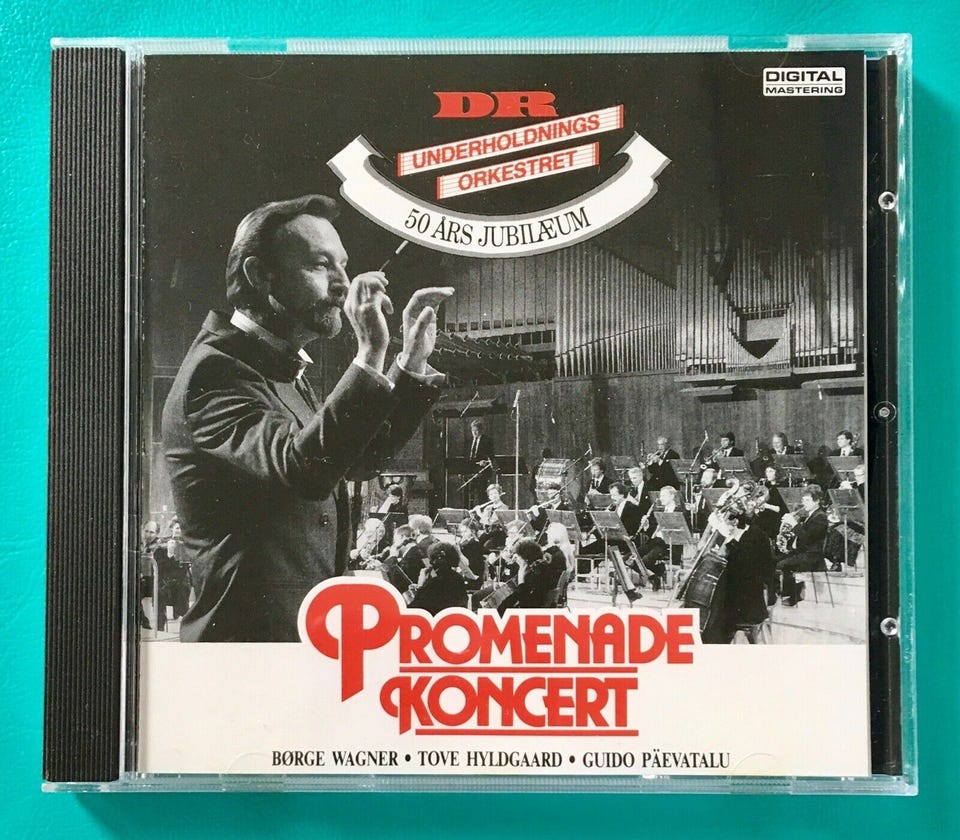 DIGITAL
MASTERING
DR
UNDERHOLDNINGS
ORKESTRET
50 ÅRS JUBILÆUM
PROMENADE
KONCERT
BØRGE WAGNER • TOVE HYLDGAARD • GUIDO PÄEVATALU